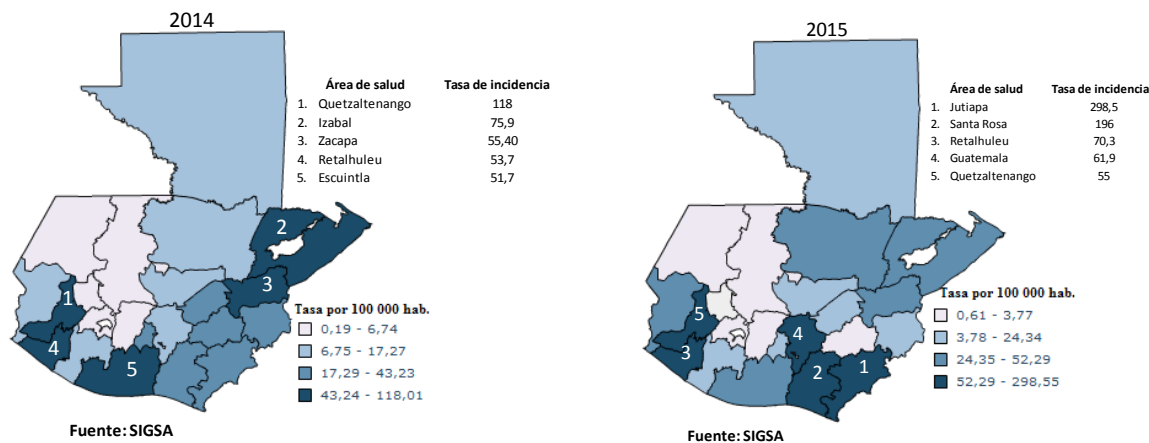 2014
Área de salud Tasa de incidencia
1. Quetzaltenango 118
2. Izabal 75,9
3. Zacapa 55,40
4. Retalhuleu 53,7
5. Escuintla 51,7
2
3
1
4
5
Tasa por 100 000 hab.
0,19 - 6,74
6,75 - 17,27
17,29 - 43,23
43,24 - 118,01
Fuente: SIGSA
2015
Área de salud Tasa de incidencia
1. Jutiapa 298,5
2. Santa Rosa 196
3. Retalhuleu 70,3
4. Guatemala 61,9
5. Quetzaltenango 55
5
4
3
2
1
Tasa por 100 000 hab.
0,61 - 3,77
3,78 - 24,34
24,35 - 52,29
52,29 - 298,55
Fuente: SIGSA